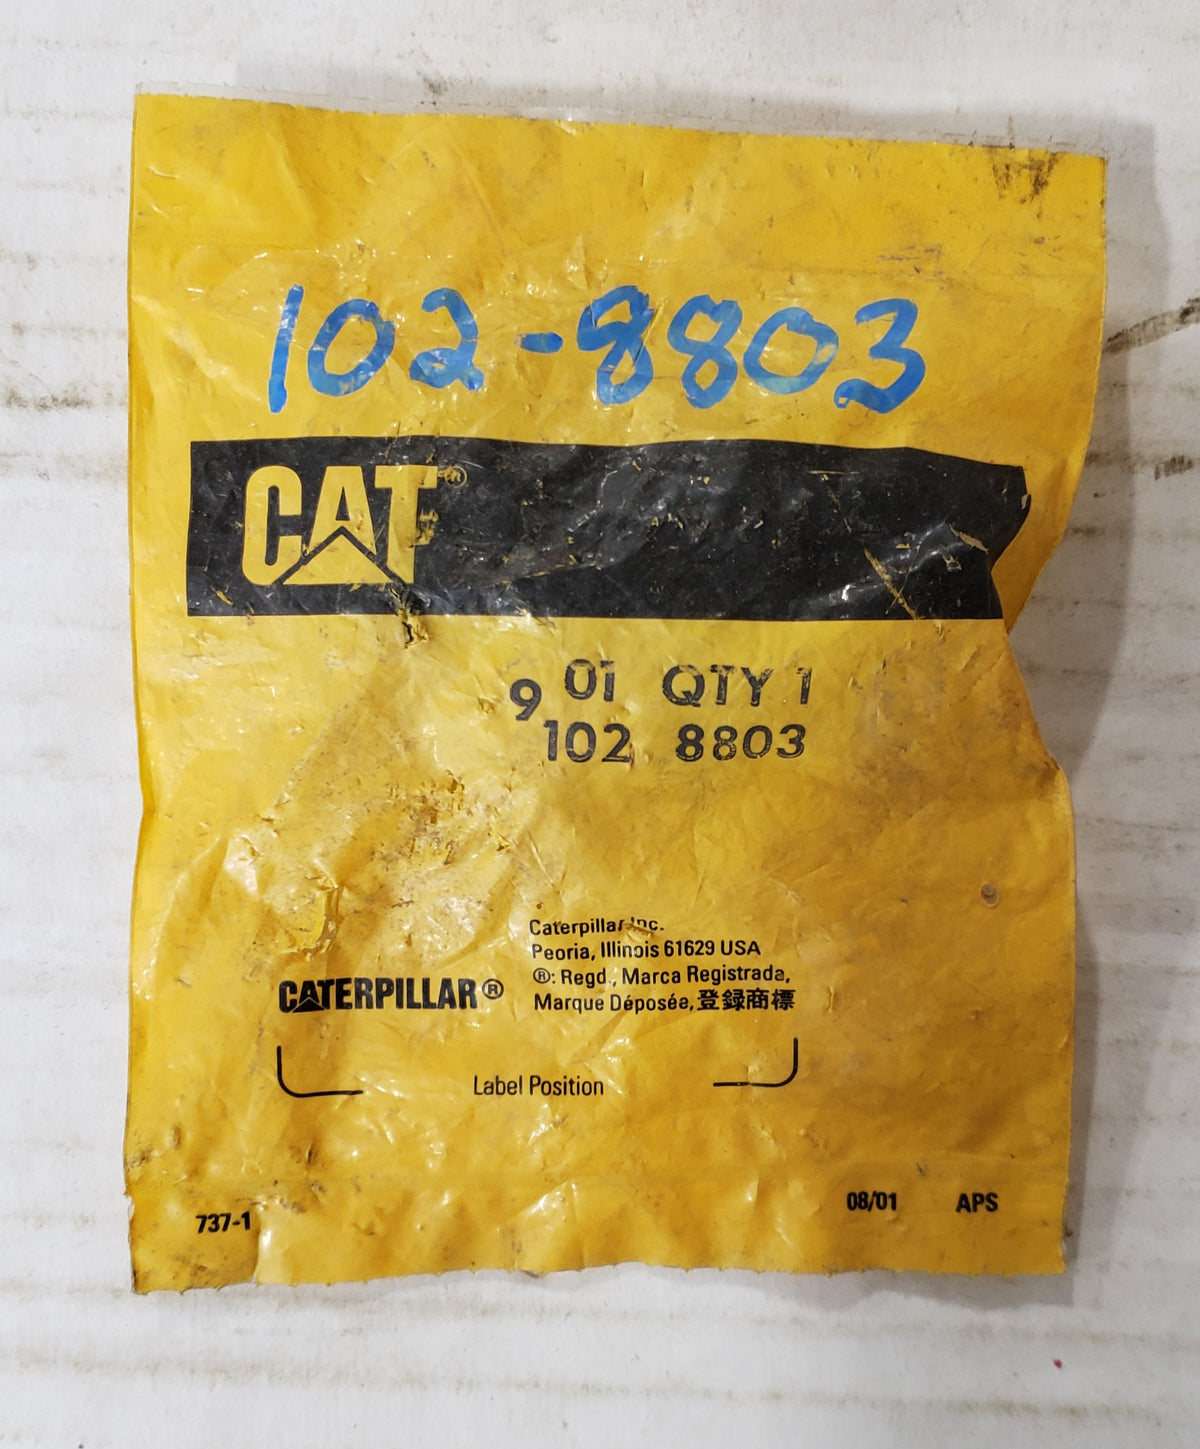 102-8803
CAT®
9 01 QTY 1
102 8803
Caterpillar Inc.
Peoria, Illinois 61629 USA
®: Regd., Marca Registrada,
CATERPILLAR® Marque Déposée, 登録商標
Label Position
737-1 08/01 APS